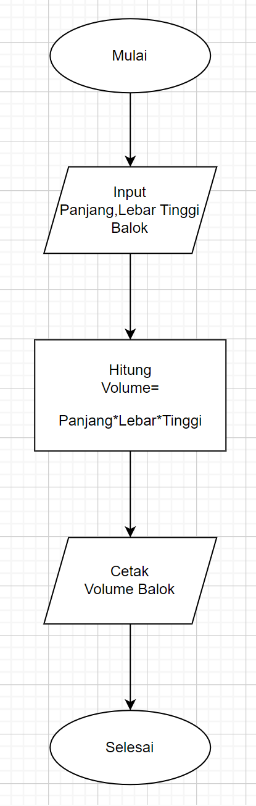 Mulai
Input
Panjang,Lebar Tinggi
Balok
Hitung
Volume=
Panjang*Lebar*Tinggi
Cetak
Volume Balok
Selesai